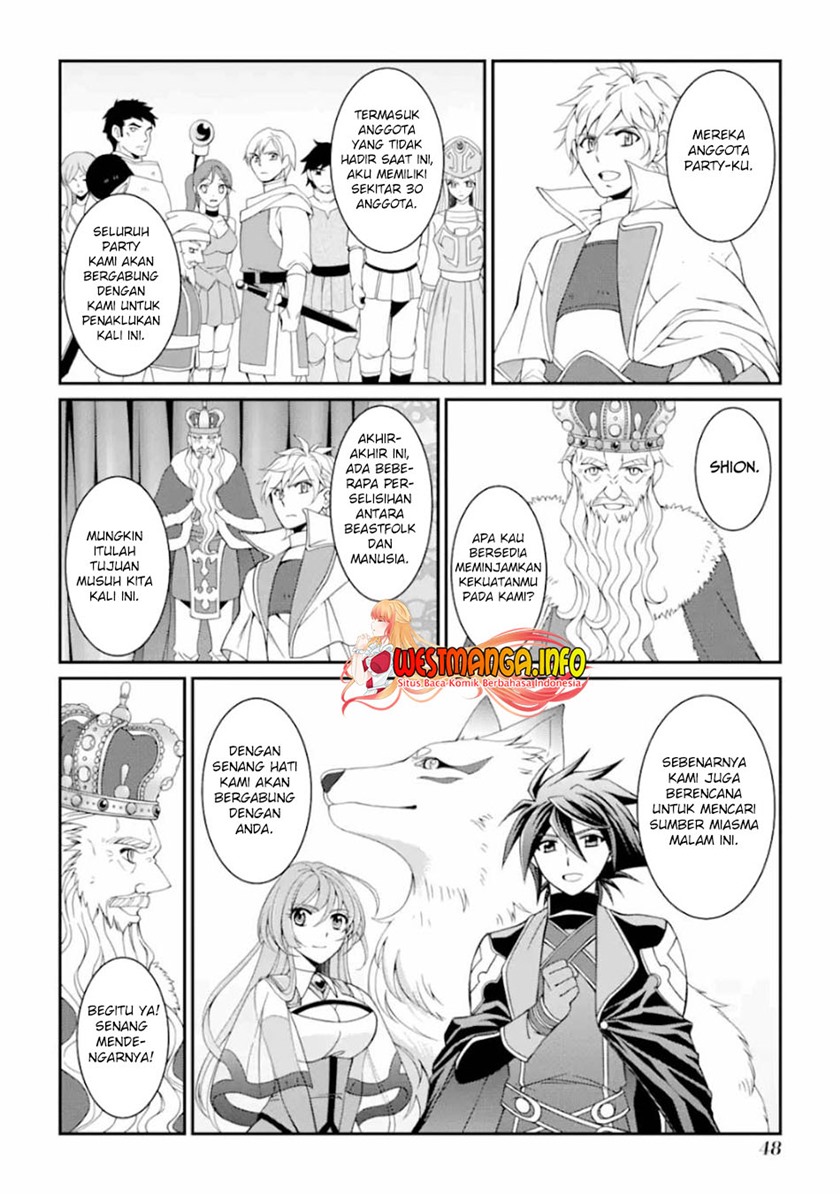 MEREKA
ANGGOTA
PARTY-KU.
TERMASUK
ANGGOTA
YANG TIDAK
HADIR SAAT INI,
AKU MEMILIKI
SEKITAR 30
ANGGOTA.
SELURUH
PARTY
KAMI AKAN
BERGABUNG
DENGAN
KAMI UNTUK
PENAKLUKAN
KALI INI.
SHION.
APA KAU
BERSEDIA
MEMINJAMKAN
KEKUATANMU
PADA KAMI?
AKHIR-
AKHIR INI,
ADA BEBE-
RAPA PER-
SELISIHAN
ANTARA
BEASTFOLK
DAN
MANUSIA.
MUNGKIN
ITULAH
TUJUAN
MUSUH KITA
KALI INI.
WESTMANGA.INFO
Situs Baca Komik Berbahasa Indonesia
SEBENARNYA
KAMI JUGA
BERENCANA
UNTUK MENCARI
SUMBER MIASMA
MALAM INI.
DENGAN
SENANG HATI
KAMI AKAN
BERGABUNG
DENGAN
ANDA.
BEGITU YA!
SENANG
MENDE-
NGARNYA!
48